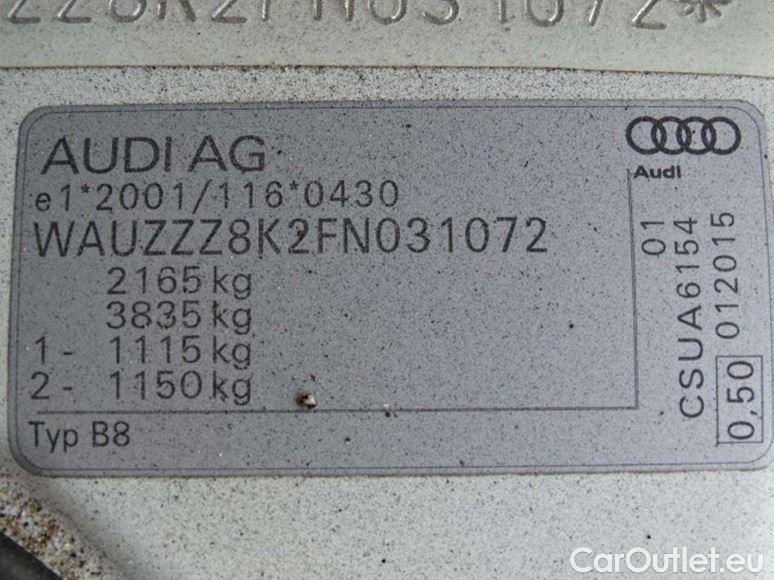 ZZ8K2FN031072*
AUDI AG
Audi
e1*2001/116*0430
WAUZZZ8K2FN031072
2165 kg
3835 kg
1 - 1115 kg
2 - 1150 kg
Typ B8
01
CSUA6154
012015
0,50
CarOutlet.eu